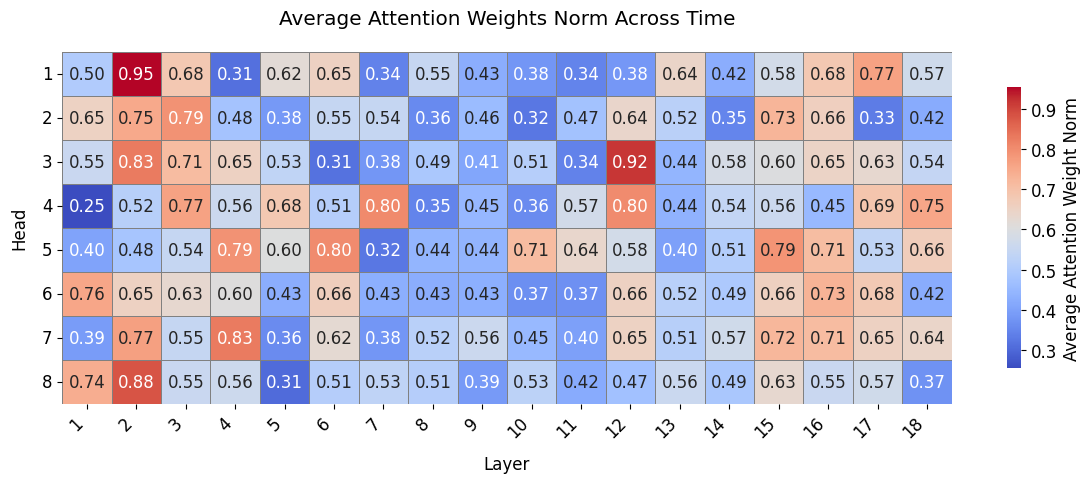 Average Attention Weights Norm Across Time
1 0.50 0.95 0.68 0.31 0.62 0.65 0.34 0.55 0.43 0.38 0.34 0.38 0.64 0.42 0.58 0.68 0.77 0.57
2 0.65 0.75 0.79 0.48 0.38 0.55 0.54 0.36 0.46 0.32 0.47 0.64 0.52 0.35 0.73 0.66 0.33 0.42
3 0.55 0.83 0.71 0.65 0.53 0.31 0.38 0.49 0.41 0.51 0.34 0.92 0.44 0.58 0.60 0.65 0.63 0.54
4 0.25 0.52 0.77 0.56 0.68 0.51 0.80 0.35 0.45 0.36 0.57 0.80 0.44 0.54 0.56 0.45 0.69 0.75
5 0.40 0.48 0.54 0.79 0.60 0.80 0.32 0.44 0.44 0.71 0.64 0.58 0.40 0.51 0.79 0.71 0.53 0.66
6 0.76 0.65 0.63 0.60 0.43 0.66 0.43 0.43 0.43 0.37 0.37 0.66 0.52 0.49 0.66 0.73 0.68 0.42
7 0.39 0.77 0.55 0.83 0.36 0.62 0.38 0.52 0.56 0.45 0.40 0.65 0.51 0.57 0.72 0.71 0.65 0.64
8 0.74 0.88 0.55 0.56 0.31 0.51 0.53 0.51 0.39 0.53 0.42 0.47 0.56 0.49 0.63 0.55 0.57 0.37
Head
1 2 3 4 5 6 7 8 9 10 11 12 13 14 15 16 17 18
Layer
0.9
0.8
0.7
0.6
0.5
0.4
0.3
Average Attention Weight Norm